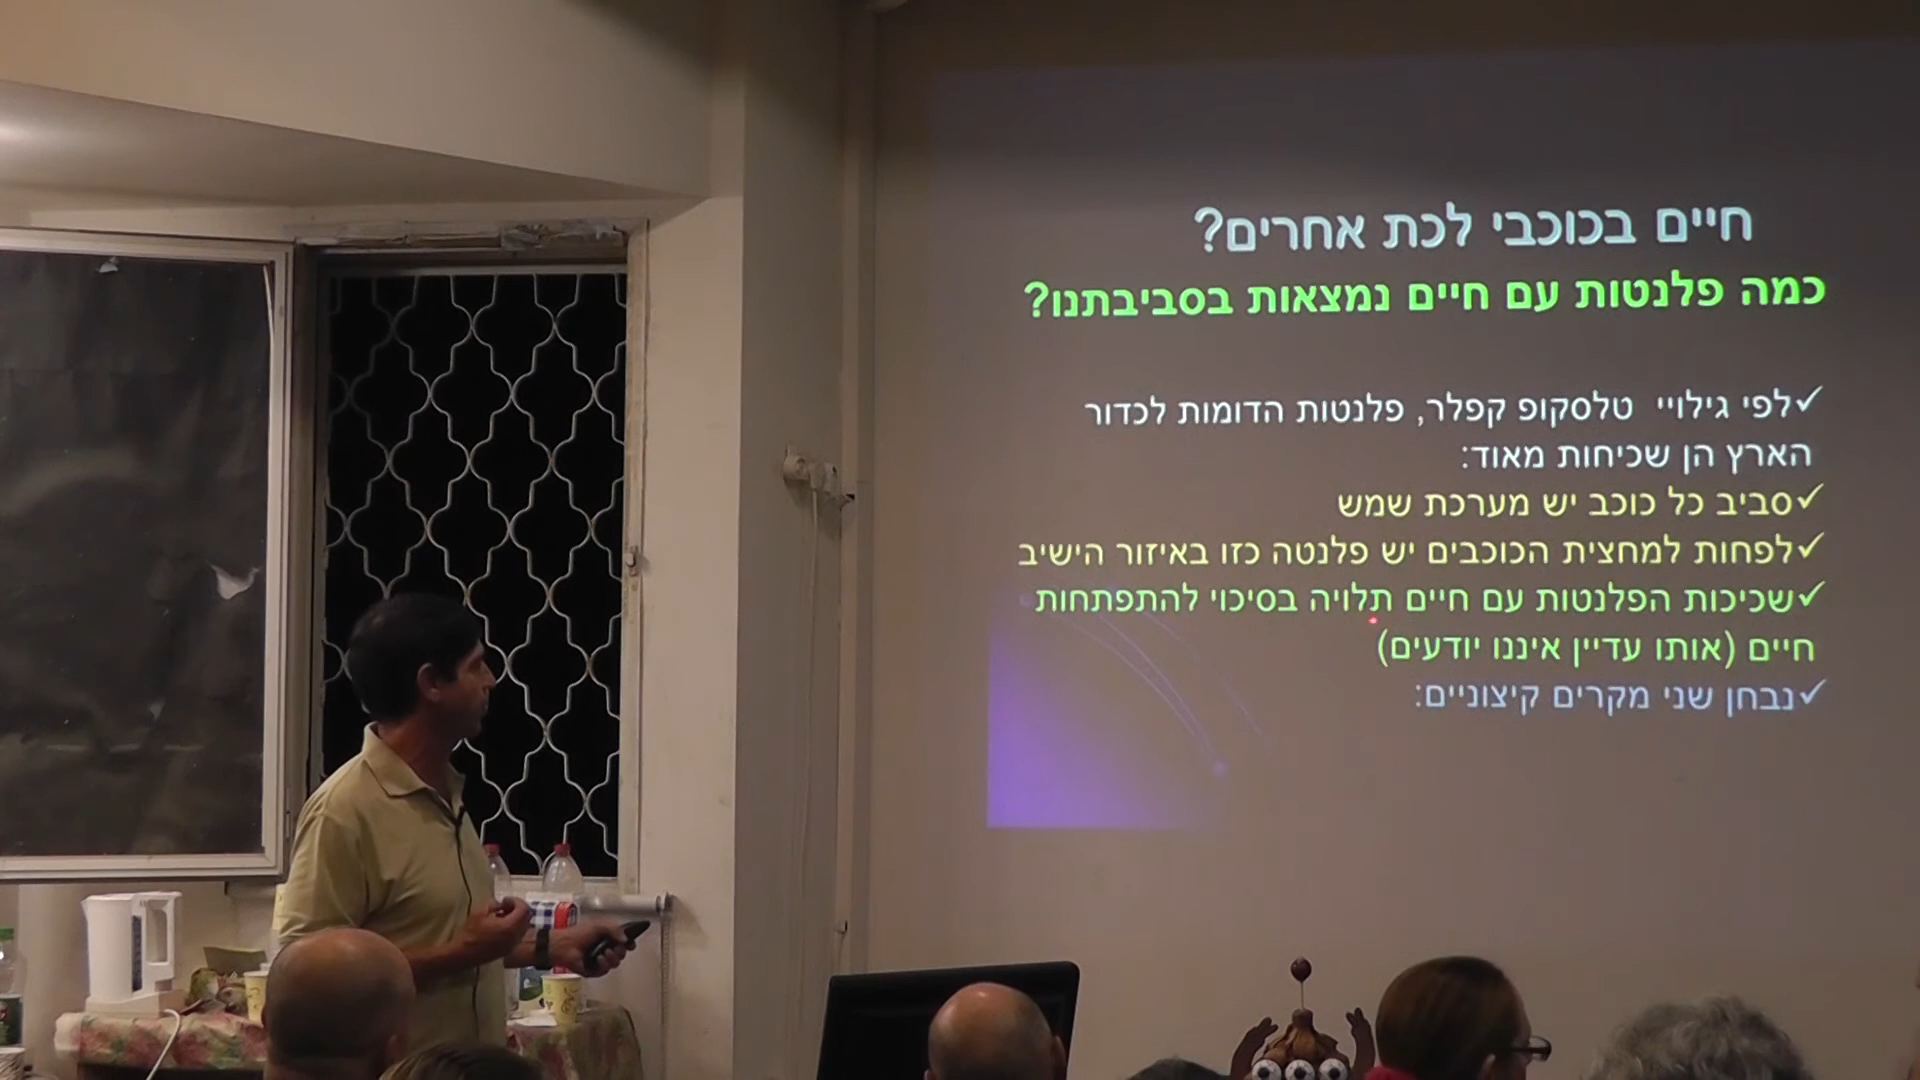 חיים בכוכבי לכת אחרים?
כמה פלנטות עם חיים נמצאות בסביבתנו?
✓לפי גילויי טלסקופ קפלר, פלנטות הדומות לכדור
הארץ הן שכיחות מאוד:
✓סביב כל כוכב יש מערכת שמש
✓לפחות למחצית הכוכבים יש פלנטה כזו באיזור הישיב
✓שכיכות הפלנטות עם חיים תלויה בסיכוי להתפתחות
חיים (אותו עדיין איננו יודעים)
✓נבחן שני מקרים קיצוניים: